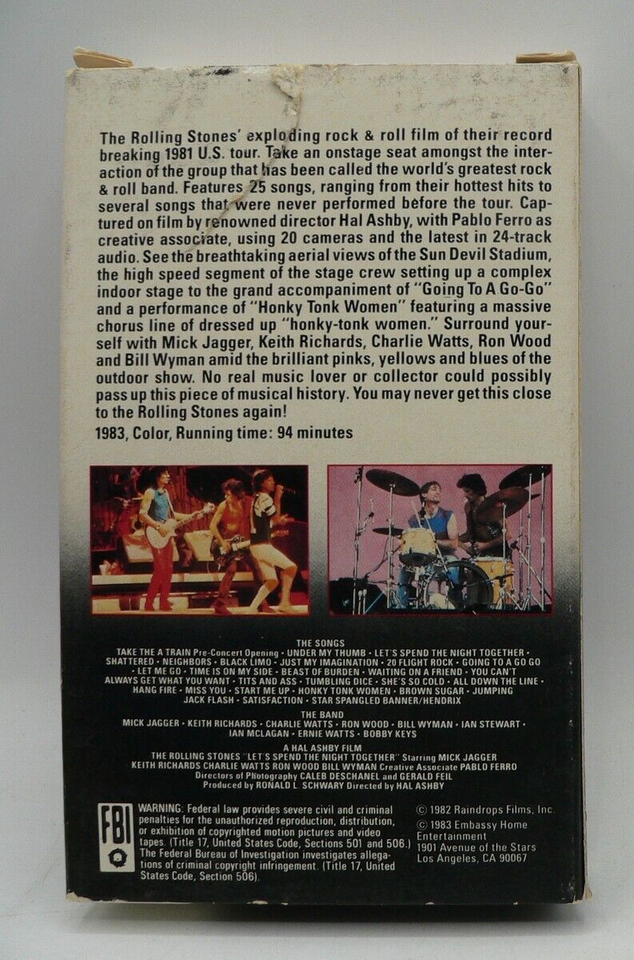 The Rolling Stones' exploding rock & roll film of their record
breaking 1981 U.S. tour. Take an onstage seat amongst the inter-
action of the group that has been called the world's greatest rock
& roll band. Features 25 songs, ranging from their hottest hits to
several songs that were never performed before the tour. Cap-
tured on film by renowned director Hal Ashby, with Pablo Ferro as
creative associate, using 20 cameras and the latest in 24-track
audio. See the breathtaking aerial views of the Sun Devil Stadium,
the high speed segment of the stage crew setting up a complex
indoor stage to the grand accompaniment of "Going To A Go-Go"
and a performance of "Honky Tonk Women" featuring a massive
chorus line of dressed up "honky-tonk women." Surround your-
self with Mick Jagger, Keith Richards, Charlie Watts, Ron Wood
and Bill Wyman amid the brilliant pinks, yellows and blues of the
outdoor show. No real music lover or collector could possibly
pass up this piece of musical history. You may never get this close
to the Rolling Stones again!
1983, Color, Running time: 94 minutes
THE SONGS
TAKE THE A TRAIN Pre-Concert Opening · UNDER MY THUMB · LET'S SPEND THE NIGHT TOGETHER ·
SHATTERED · NEIGHBORS · BLACK LIMO · JUST MY IMAGINATION · 20 FLIGHT ROCK · GOING TO A GO GO
· LET ME GO · TIME IS ON MY SIDE · BEAST OF BURDEN · WAITING ON A FRIEND · YOU CAN'T
ALWAYS GET WHAT YOU WANT · TITS AND ASS · TUMBLING DICE · SHE'S SO COLD · ALL DOWN THE LINE ·
HANG FIRE · MISS YOU · START ME UP · HONKY TONK WOMEN · BROWN SUGAR · JUMPING
JACK FLASH · SATISFACTION · STAR SPANGLED BANNER/HENDRIX
THE BAND
MICK JAGGER · KEITH RICHARDS · CHARLIE WATTS · RON WOOD · BILL WYMAN · IAN STEWART ·
IAN MCLAGAN · ERNIE WATTS · BOBBY KEYS
A HAL ASHBY FILM
THE ROLLING STONES "LET'S SPEND THE NIGHT TOGETHER" Starring MICK JAGGER
KEITH RICHARDS CHARLIE WATTS RON WOOD BILL WYMAN Creative Associate PABLO FERRO
Directors of Photography CALEB DESCHANEL and GERALD FEIL
Produced by RONALD L. SCHWARY Directed by HAL ASHBY
FBI
WARNING: Federal law provides severe civil and criminal
penalties for the unauthorized reproduction, distribution,
or exhibition of copyrighted motion pictures and video
tapes. (Title 17, United States Code, Sections 501 and 506.)
The Federal Bureau of Investigation investigates allega-
tions of criminal copyright infringement. (Title 17, United
States Code, Section 506).
© 1982 Raindrops Films, Inc.
© 1983 Embassy Home
Entertainment
1901 Avenue of the Stars
Los Angeles, CA 90067